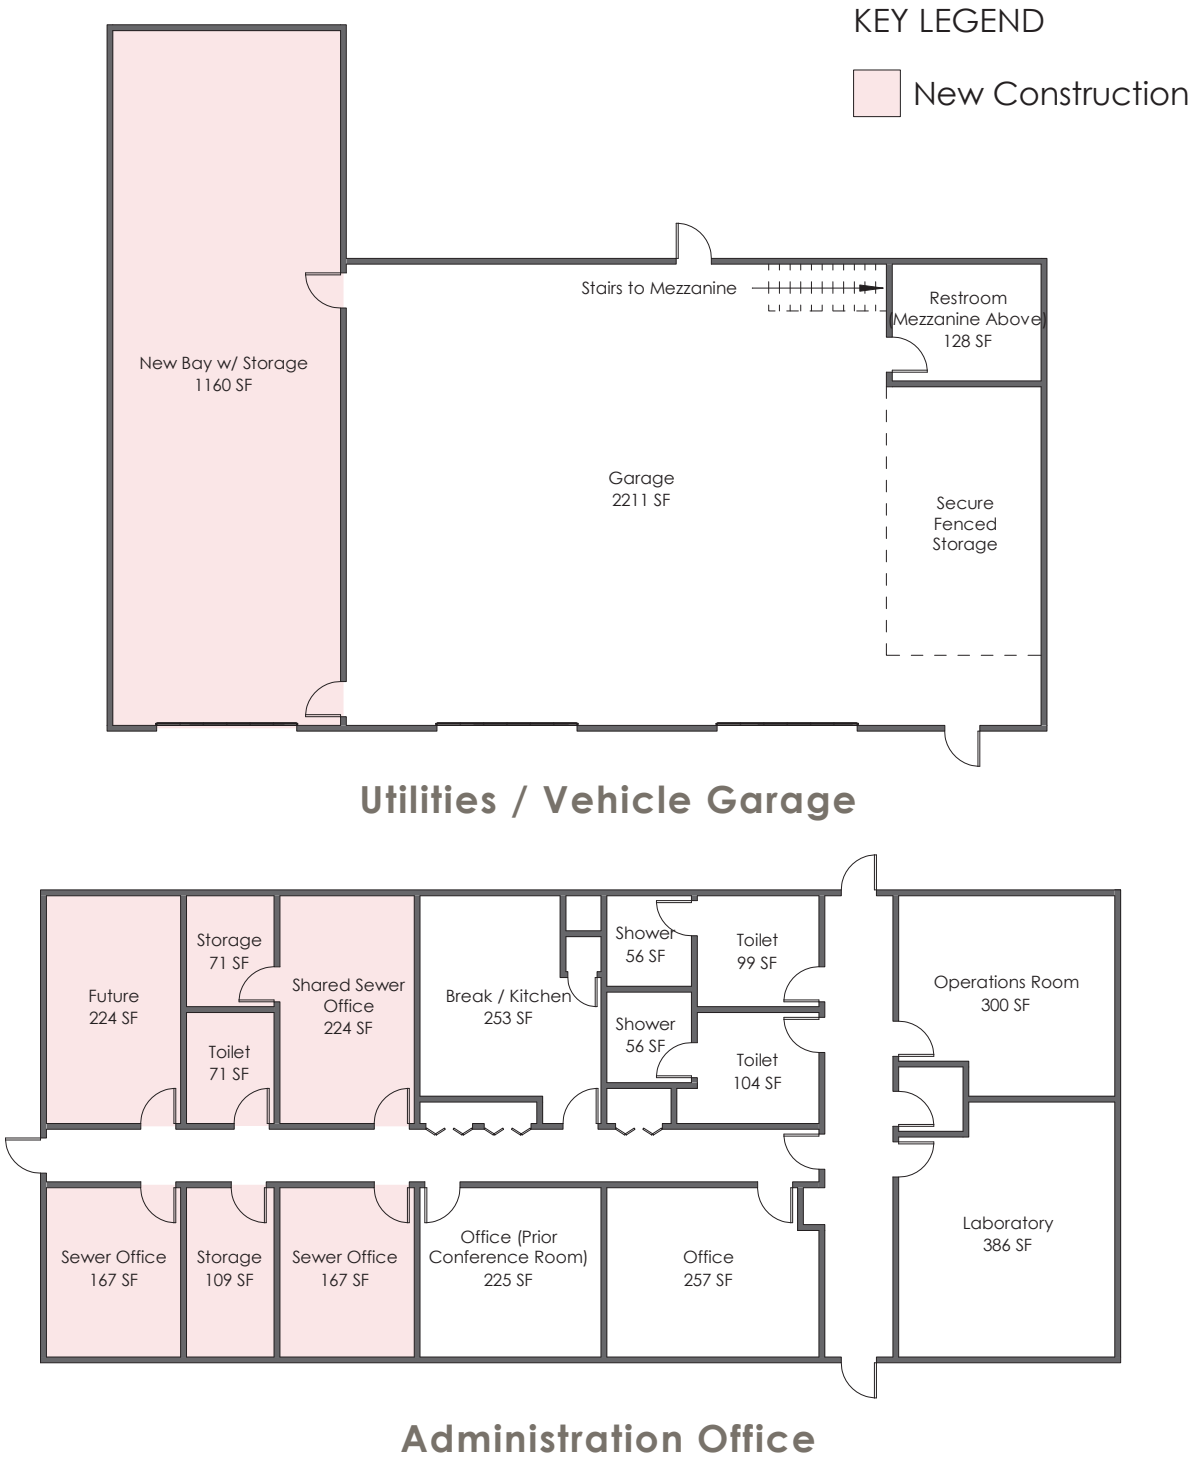 KEY LEGEND
New Construction
Stairs to Mezzanine
Restroom
(Mezzanine Above)
128 SF
New Bay w/ Storage
1160 SF
Garage
2211 SF
Secure
Fenced
Storage
Utilities / Vehicle Garage
Future
224 SF
Storage
71 SF
Toilet
71 SF
Shared Sewer
Office
224 SF
Break / Kitchen
253 SF
Shower
56 SF
Shower
56 SF
Toilet
99 SF
Toilet
104 SF
Operations Room
300 SF
Sewer Office
167 SF
Storage
109 SF
Sewer Office
167 SF
Office (Prior
Conference Room)
225 SF
Office
257 SF
Laboratory
386 SF
Administration Office